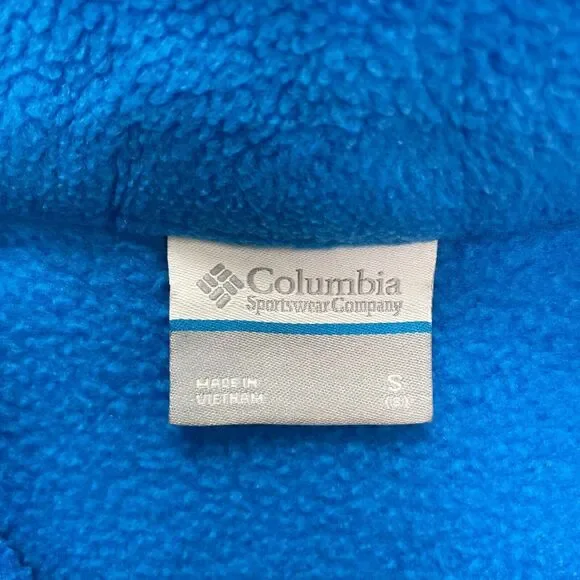 Columbia
Sportswear Company
MADE IN
VIETNAM
S